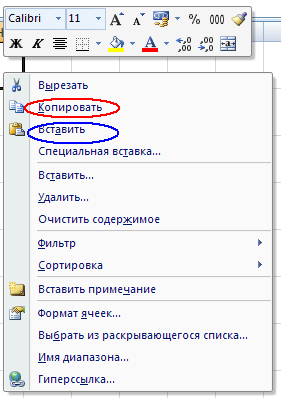 Calibri 11 A A % 000
Ж К A ,00 ,00
Вырезать
Копировать
Вставить
Специальная вставка...
Вставить...
Удалить...
Очистить содержимое
Фильтр
Сортировка
Вставить примечание
Формат ячеек...
Выбрать из раскрывающегося списка...
Имя диапазона...
Гиперссылка...